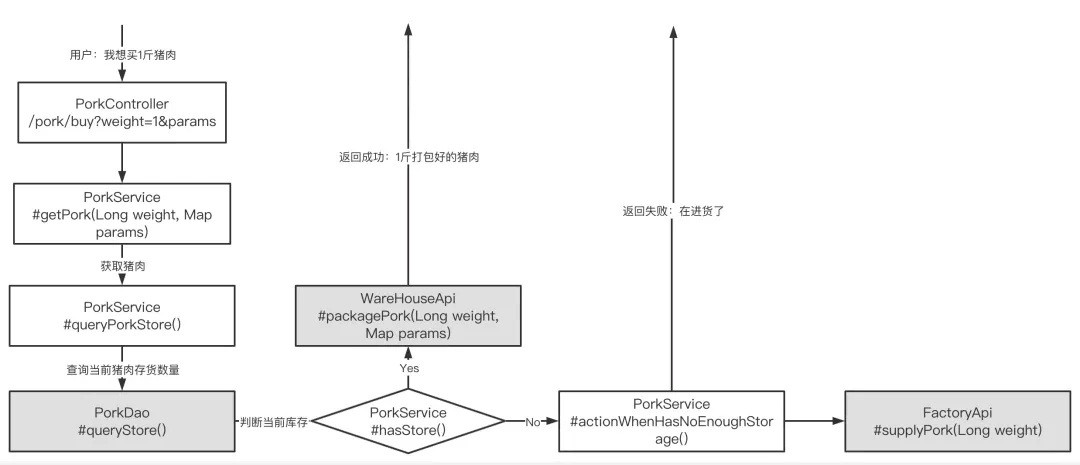 用户：我想买1斤猪肉
PorkController
/pork/buy?weight=1&params
PorkService
#getPork(Long weight, Map
params)
获取猪肉
PorkService
#queryPorkStore()
查询当前猪肉存货数量
PorkDao
#queryStore()
判断当前库存
PorkService
#hasStore()
Yes
WareHouseApi
#packagePork(Long weight,
Map params)
返回成功：1斤打包好的猪肉
No
PorkService
#actionWhenHasNoEnoughStor
age()
返回失败：在进货了
FactoryApi
#supplyPork(Long weight)